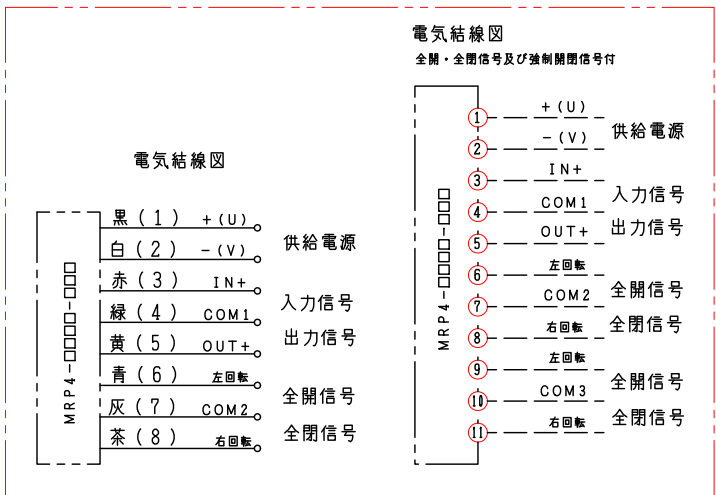 電気結線図
全開・全閉信号及び強制開閉信号付
MRP4-□□□□-□□□
① +(U)
② -(V)
供給電源
③ IN+
④ COM1
⑤ OUT+
入力信号
出力信号
⑥ 左回転
⑦ COM2
⑧ 右回転
全開信号
全閉信号
⑨ 左回転
⑩ COM3
⑪ 右回転
全開信号
全閉信号
電気結線図
MRP4-□□□□-□□□
黒(1) +(U)
白(2) -(V)
供給電源
赤(3) IN+
緑(4) COM1
黄(5) OUT+
入力信号
出力信号
青(6) 左回転
灰(7) COM2
茶(8) 右回転
全開信号
全閉信号